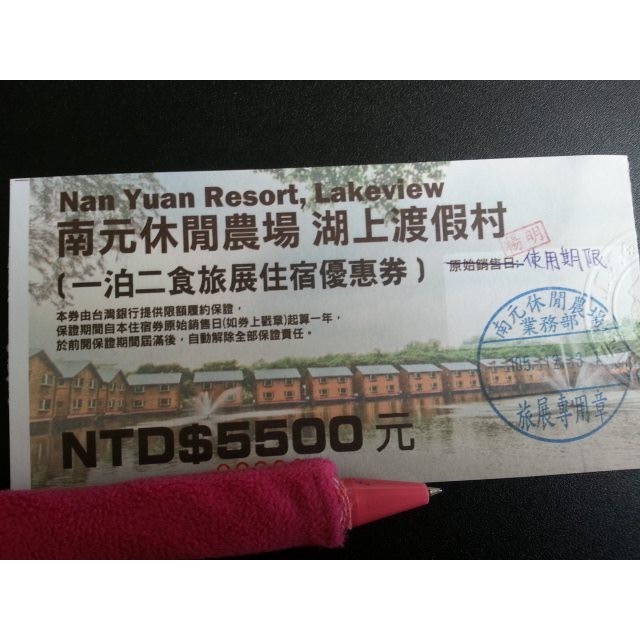 Nan Yuan Resort, Lakeview
南元休閒農場 湖上渡假村
(一泊二食旅展住宿優惠券)
原始銷售日:使用期限
本券由台灣銀行提供限額履約保證，
保證期間自本住宿券原始銷售日(如券上戳章)起算一年，
於前開保證期間屆滿後，自動解除全部保證責任。
南元休閒農場
業務部
旅展專用章
NTD$5500元